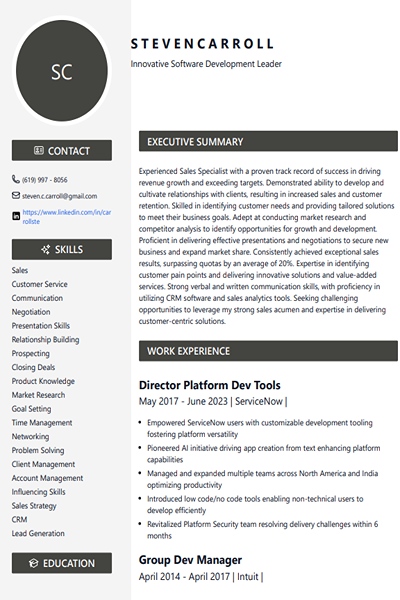 SC
CONTACT
(619) 997 - 8056
steven.c.carroll@gmail.com
https://www.linkedin.com/in/car
rollste
SKILLS
Sales
Customer Service
Communication
Negotiation
Presentation Skills
Relationship Building
Prospecting
Closing Deals
Product Knowledge
Market Research
Goal Setting
Time Management
Networking
Problem Solving
Client Management
Account Management
Influencing Skills
Sales Strategy
CRM
Lead Generation
EDUCATION
STEVENCARROLL
Innovative Software Development Leader
EXECUTIVE SUMMARY
Experienced Sales Specialist with a proven track record of success in driving
revenue growth and exceeding targets. Demonstrated ability to develop and
cultivate relationships with clients, resulting in increased sales and customer
retention. Skilled in identifying customer needs and providing tailored solutions
to meet their business goals. Adept at conducting market research and
competitor analysis to identify opportunities for growth and development.
Proficient in delivering effective presentations and negotiations to secure new
business and expand market share. Consistently achieved exceptional sales
results, surpassing quotas by an average of 20%. Expertise in identifying
customer pain points and delivering innovative solutions and value-added
services. Strong verbal and written communication skills, with proficiency in
utilizing CRM software and sales analytics tools. Seeking challenging
opportunities to leverage my strong sales acumen and expertise in delivering
customer-centric solutions.
WORK EXPERIENCE
Director Platform Dev Tools
May 2017 - June 2023 | ServiceNow |
• Empowered ServiceNow users with customizable development tooling
fostering platform versatility
• Pioneered AI initiative driving app creation from text enhancing platform
capabilities
• Managed and expanded multiple teams across North America and India
optimizing productivity
• Introduced low code/no code tools enabling non-technical users to
develop efficiently
• Revitalized Platform Security team resolving delivery challenges within 6
months
Group Dev Manager
April 2014 - April 2017 | Intuit |